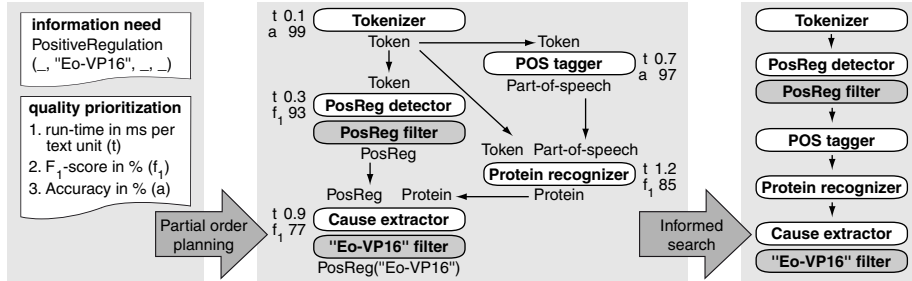 information need
PositiveRegulation
(_, "Eo-VP16", _, _)
quality prioritization
1. run-time in ms per
text unit (t)
2. F1-score in % (f1)
3. Accuracy in % (a)
Partial order
planning
t 0.1
a 99
Tokenizer
Token
Token
t 0.7
a 97
POS tagger
Part-of-speech
Token
t 0.3
f1 93
PosReg detector
PosReg filter
PosReg
Token
Part-of-speech
Protein recognizer
t 1.2
f1 85
PosReg
Protein
Protein
t 0.9
f1 77
Cause extractor
"Eo-VP16" filter
PosReg("Eo-VP16")
Informed
search
Tokenizer
PosReg detector
PosReg filter
POS tagger
Protein recognizer
Cause extractor
"Eo-VP16" filter